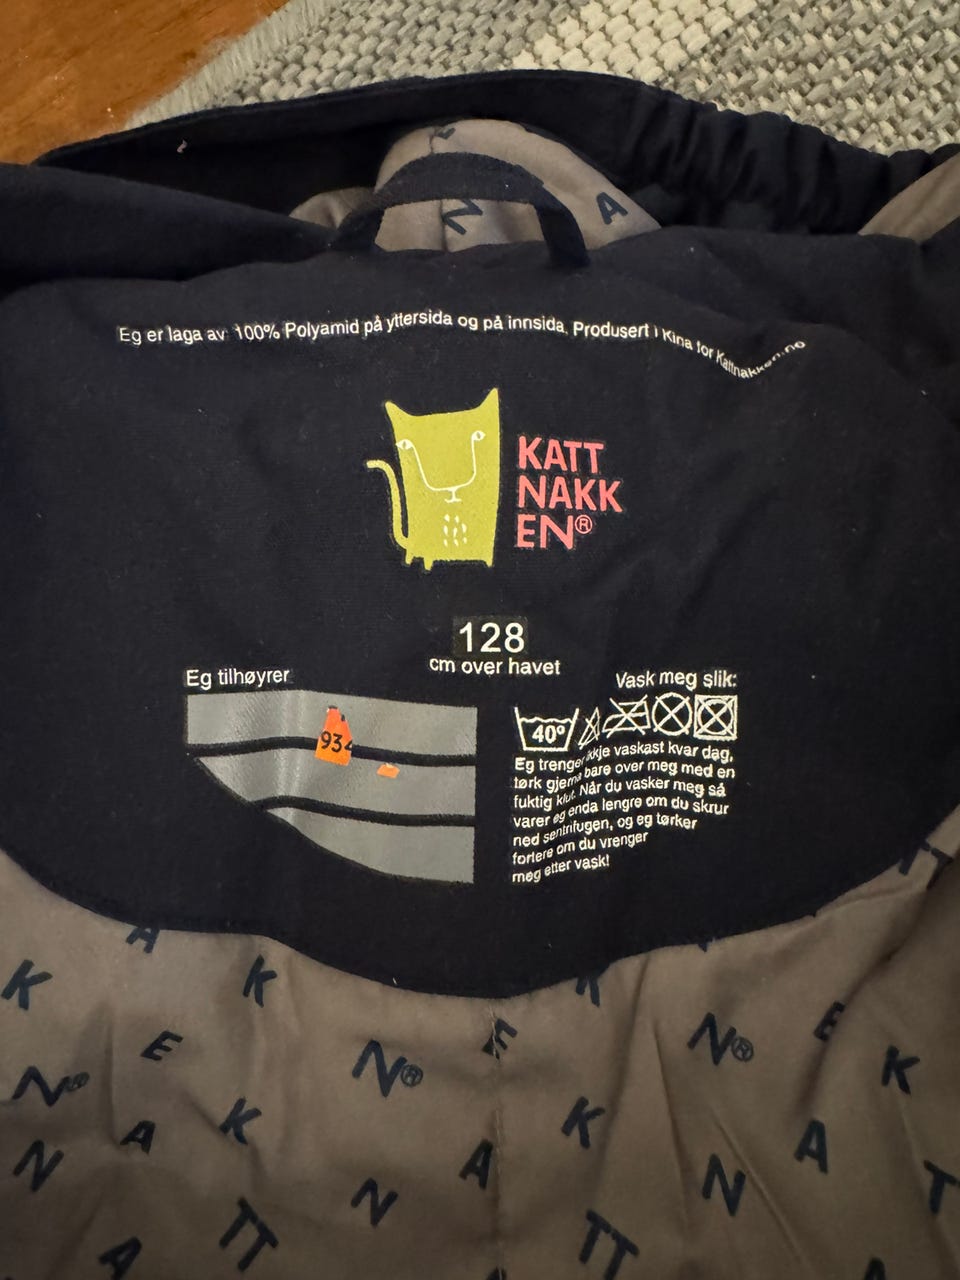 Eg er laga av 100% Polyamid på yttersida og på innsida. Produsert i Kina for Kattnakken.no
KATT
NAKK
EN®
128
cm over havet
Eg tilhøyrer
934
Vask meg slik:
40°
Eg trenger ikkje vaskast kvar dag,
tørk gjerna bare over meg med en
fuktig klut. Når du vasker meg så
varer eg enda lengre om du skrur
ned sentrifugen, og eg tørker
fortere om du vrenger
meg etter vask!
N
A
A
K
K
K
E
E
E
N®
N®
N®
K
A
K
K
K
A
A
N
N
N
T
TT
TT
A